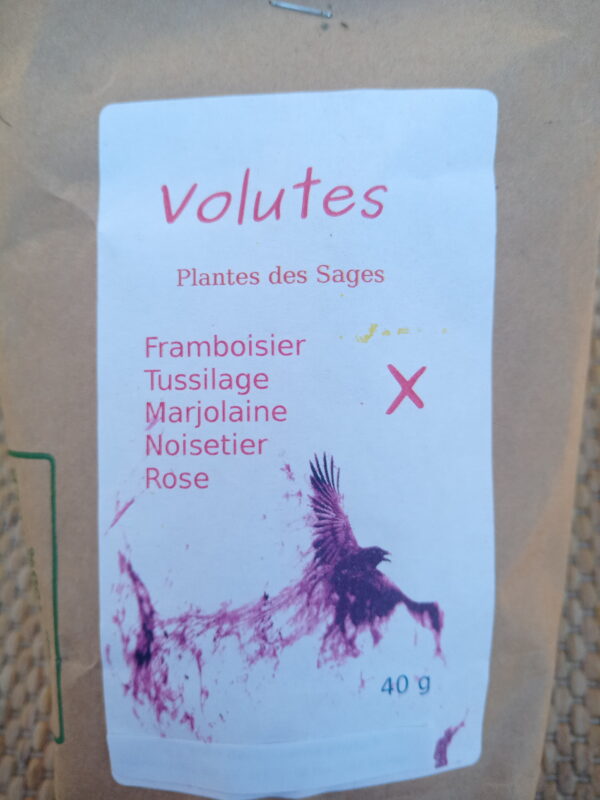 Volutes
Plantes des Sages
Framboisier
Tussilage
X
Marjolaine
Noisetier
Rose
40 g